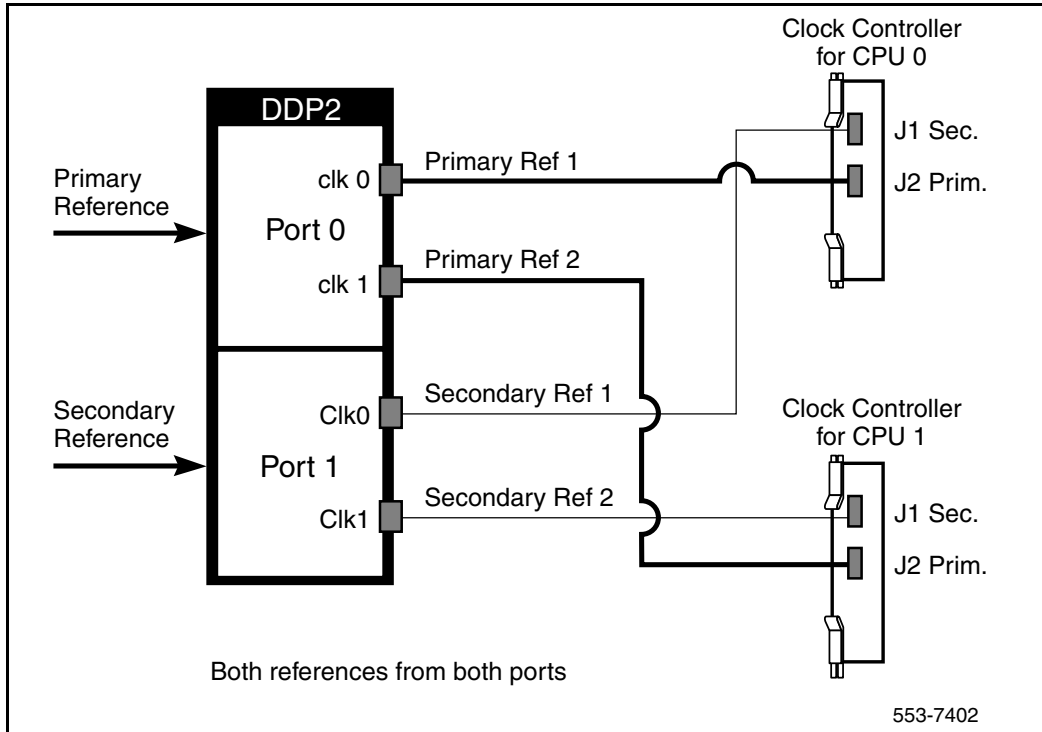 Clock Controller
for CPU 0
DDP2
J1 Sec.
Primary Ref 1
clk 0
J2 Prim.
Primary
Reference
Port 0
Primary Ref 2
clk 1
Secondary Ref 1
Secondary
Reference
Clk0
Clock Controller
for CPU 1
Port 1
Secondary Ref 2
Clk1
J1 Sec.
J2 Prim.
Both references from both ports
553-7402